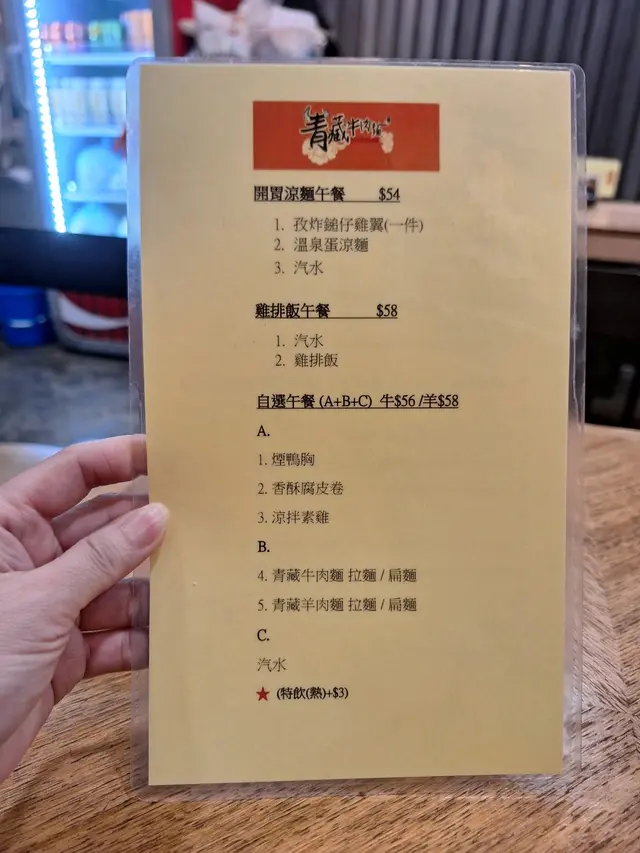 青藏牛肉麵
開胃涼麵午餐 $54
1. 孜炸鎚仔雞翼(一件)
2. 溫泉蛋涼麵
3. 汽水
雞排飯午餐 $58
1. 汽水
2. 雞排飯
自選午餐 (A+B+C) 牛$56 /羊$58
A.
1. 煙鴨胸
2. 香酥腐皮卷
3. 涼拌素雞
B.
4. 青藏牛肉麵 拉麵 / 扁麵
5. 青藏羊肉麵 拉麵 / 扁麵
C.
汽水
★ (特飲(熱)+$3)